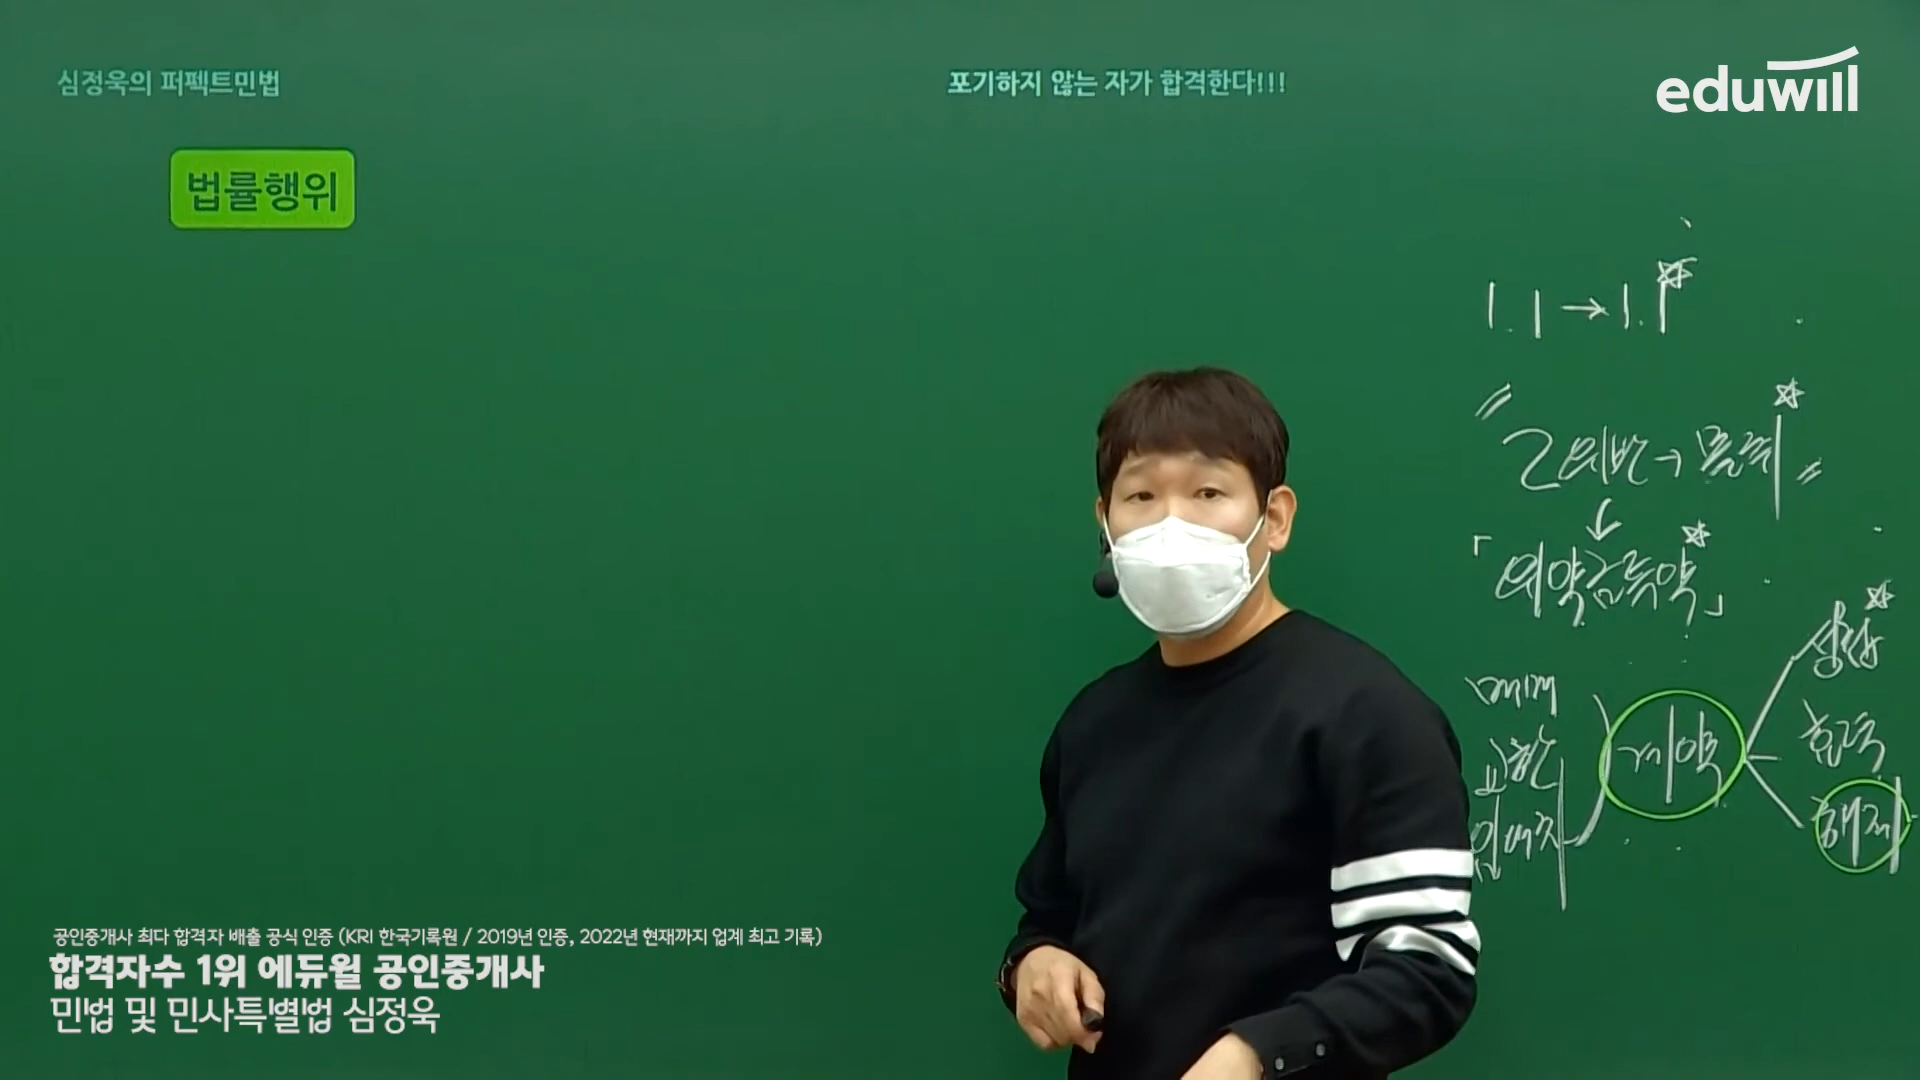 심정욱의 퍼펙트민법
포기하지 않는 자가 합격한다!!!
eduwill
법률행위
1.1→1.1
계약금특약
매매
교환
임대차
계약
성립
효력
해제
공인중개사 최다 합격자 배출 공식 인증 (KRI 한국기록원 / 2019년 인증, 2022년 현재까지 업계 최고 기록)
합격자수 1위 에듀윌 공인중개사
민법 및 민사특별법 심정욱